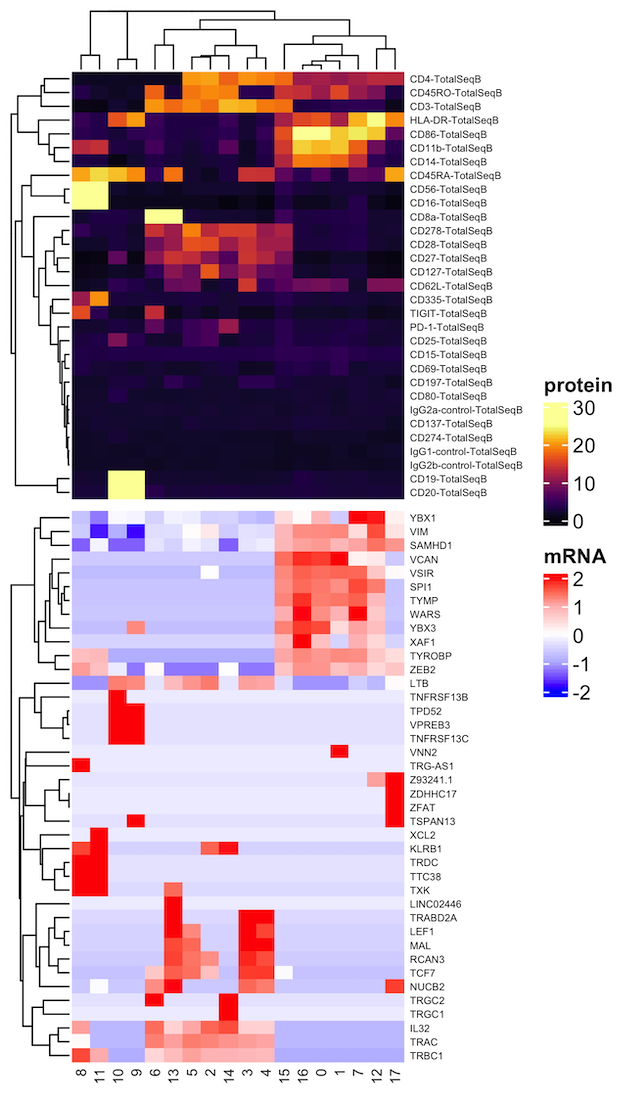 CD4-TotalSeqB
CD45RO-TotalSeqB
CD3-TotalSeqB
HLA-DR-TotalSeqB
CD86-TotalSeqB
CD11b-TotalSeqB
CD14-TotalSeqB
CD45RA-TotalSeqB
CD56-TotalSeqB
CD16-TotalSeqB
CD8a-TotalSeqB
CD278-TotalSeqB
CD28-TotalSeqB
CD27-TotalSeqB
CD127-TotalSeqB
CD62L-TotalSeqB
CD335-TotalSeqB
TIGIT-TotalSeqB
PD-1-TotalSeqB
CD25-TotalSeqB
CD15-TotalSeqB
CD69-TotalSeqB
CD197-TotalSeqB
CD80-TotalSeqB
IgG2a-control-TotalSeqB
CD137-TotalSeqB
CD274-TotalSeqB
IgG1-control-TotalSeqB
IgG2b-control-TotalSeqB
CD19-TotalSeqB
CD20-TotalSeqB
protein
30
20
10
0
YBX1
VIM
SAMHD1
VCAN
VSIR
SPI1
TYMP
WARS
YBX3
XAF1
TYROBP
ZEB2
LTB
TNFRSF13B
TPD52
VPREB3
TNFRSF13C
VNN2
TRG-AS1
Z93241.1
ZDHHC17
ZFAT
TSPAN13
XCL2
KLRB1
TRDC
TTC38
TXK
LINC02446
TRABD2A
LEF1
MAL
RCAN3
TCF7
NUCB2
TRGC2
TRGC1
IL32
TRAC
TRBC1
mRNA
2
1
0
-1
-2
8 11 10 9 6 13 5 2 14 3 4 15 16 0 1 7 12 17